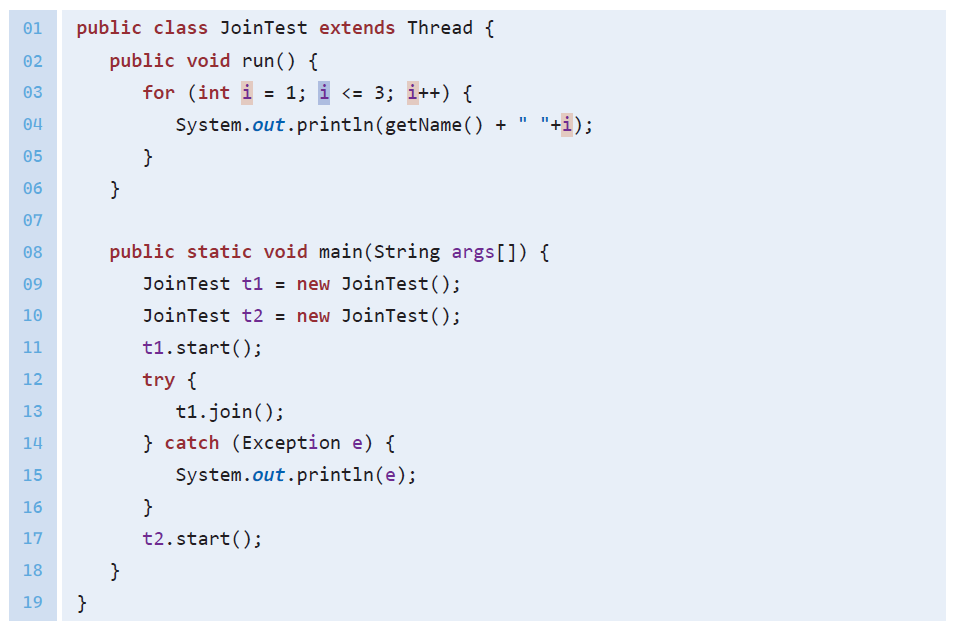 01 public class JoinTest extends Thread {
02 public void run() {
03 for (int i = 1; i <= 3; i++) {
04 System.out.println(getName() + " "+i);
05 }
06 }
07
08 public static void main(String args[]) {
09 JoinTest t1 = new JoinTest();
10 JoinTest t2 = new JoinTest();
11 t1.start();
12 try {
13 t1.join();
14 } catch (Exception e) {
15 System.out.println(e);
16 }
17 t2.start();
18 }
19 }